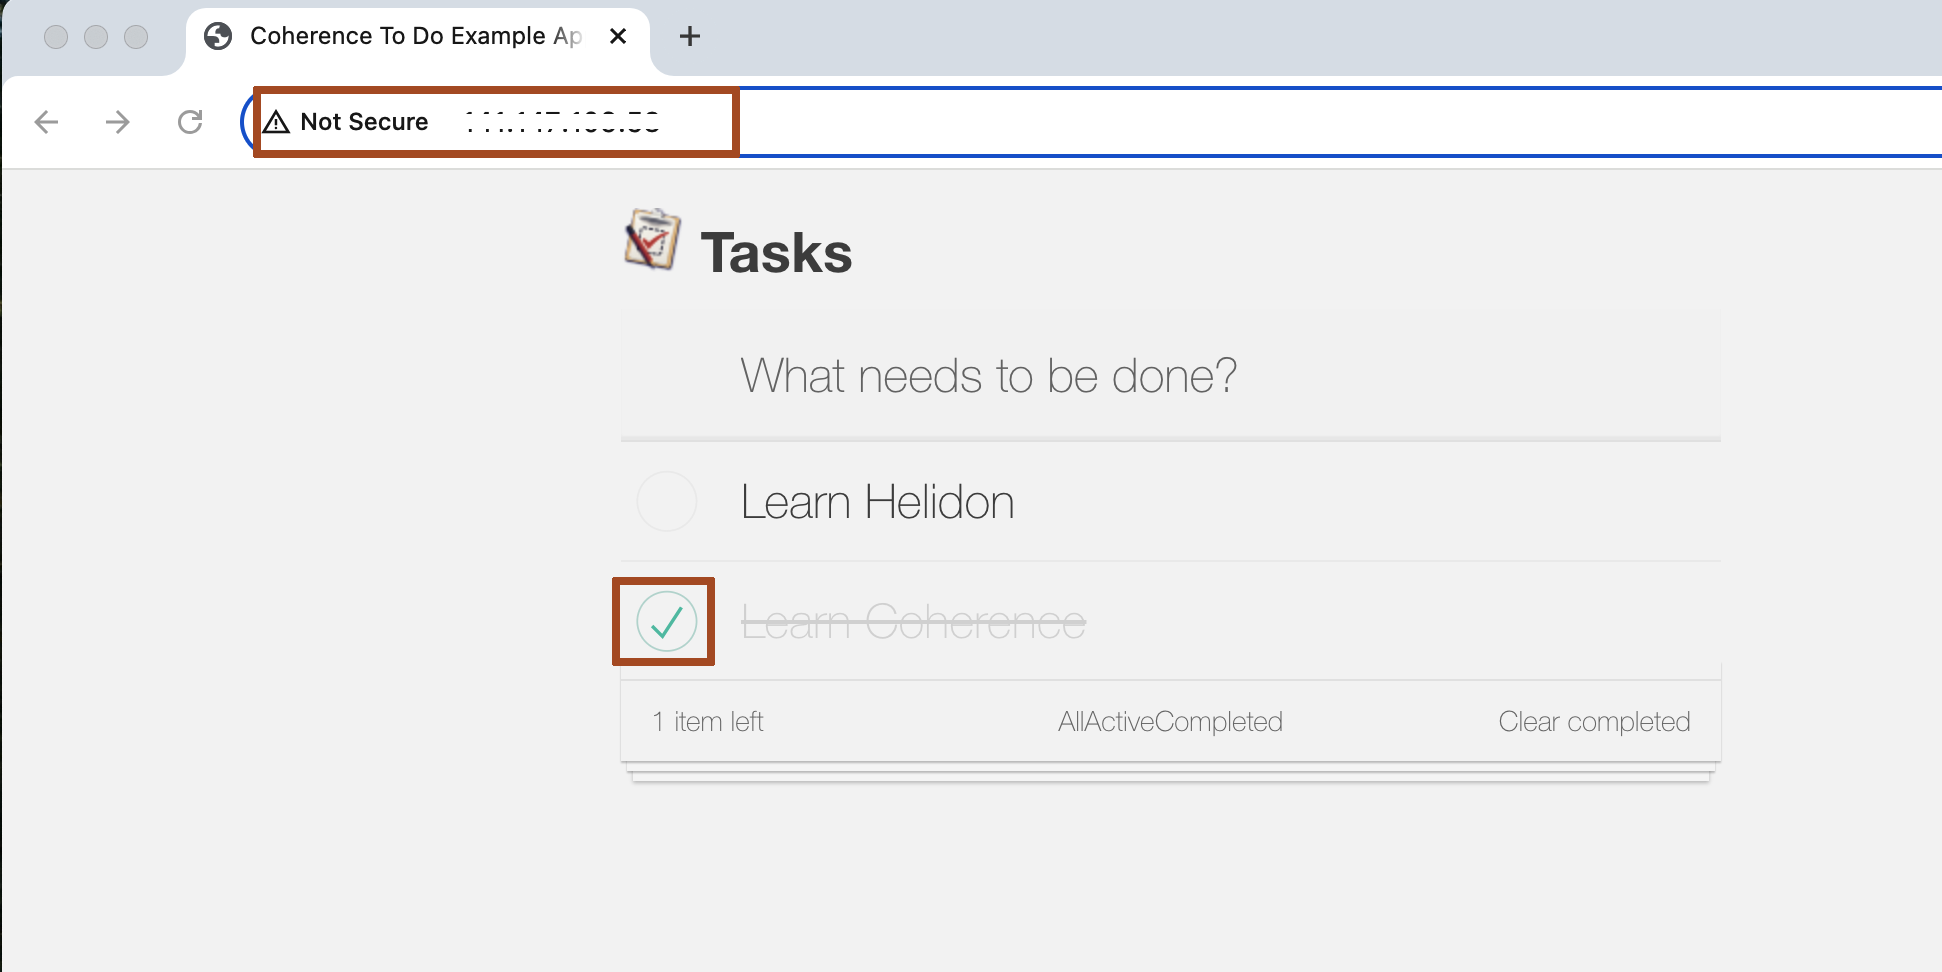 Coherence To Do Example Ap
Not Secure
Tasks
What needs to be done?
Learn Helidon
Learn Coherence
1 item left AllActiveCompleted Clear completed